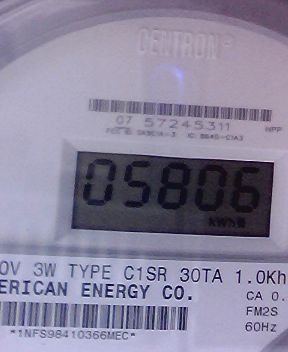 CENTRON®
07 57245311 HPP
05806
kWh
0V 3W TYPE C1SR 30TA 1.0Kh
ERICAN ENERGY CO. CA 0.
FM2S
60Hz
*1NFS98410366MEC*